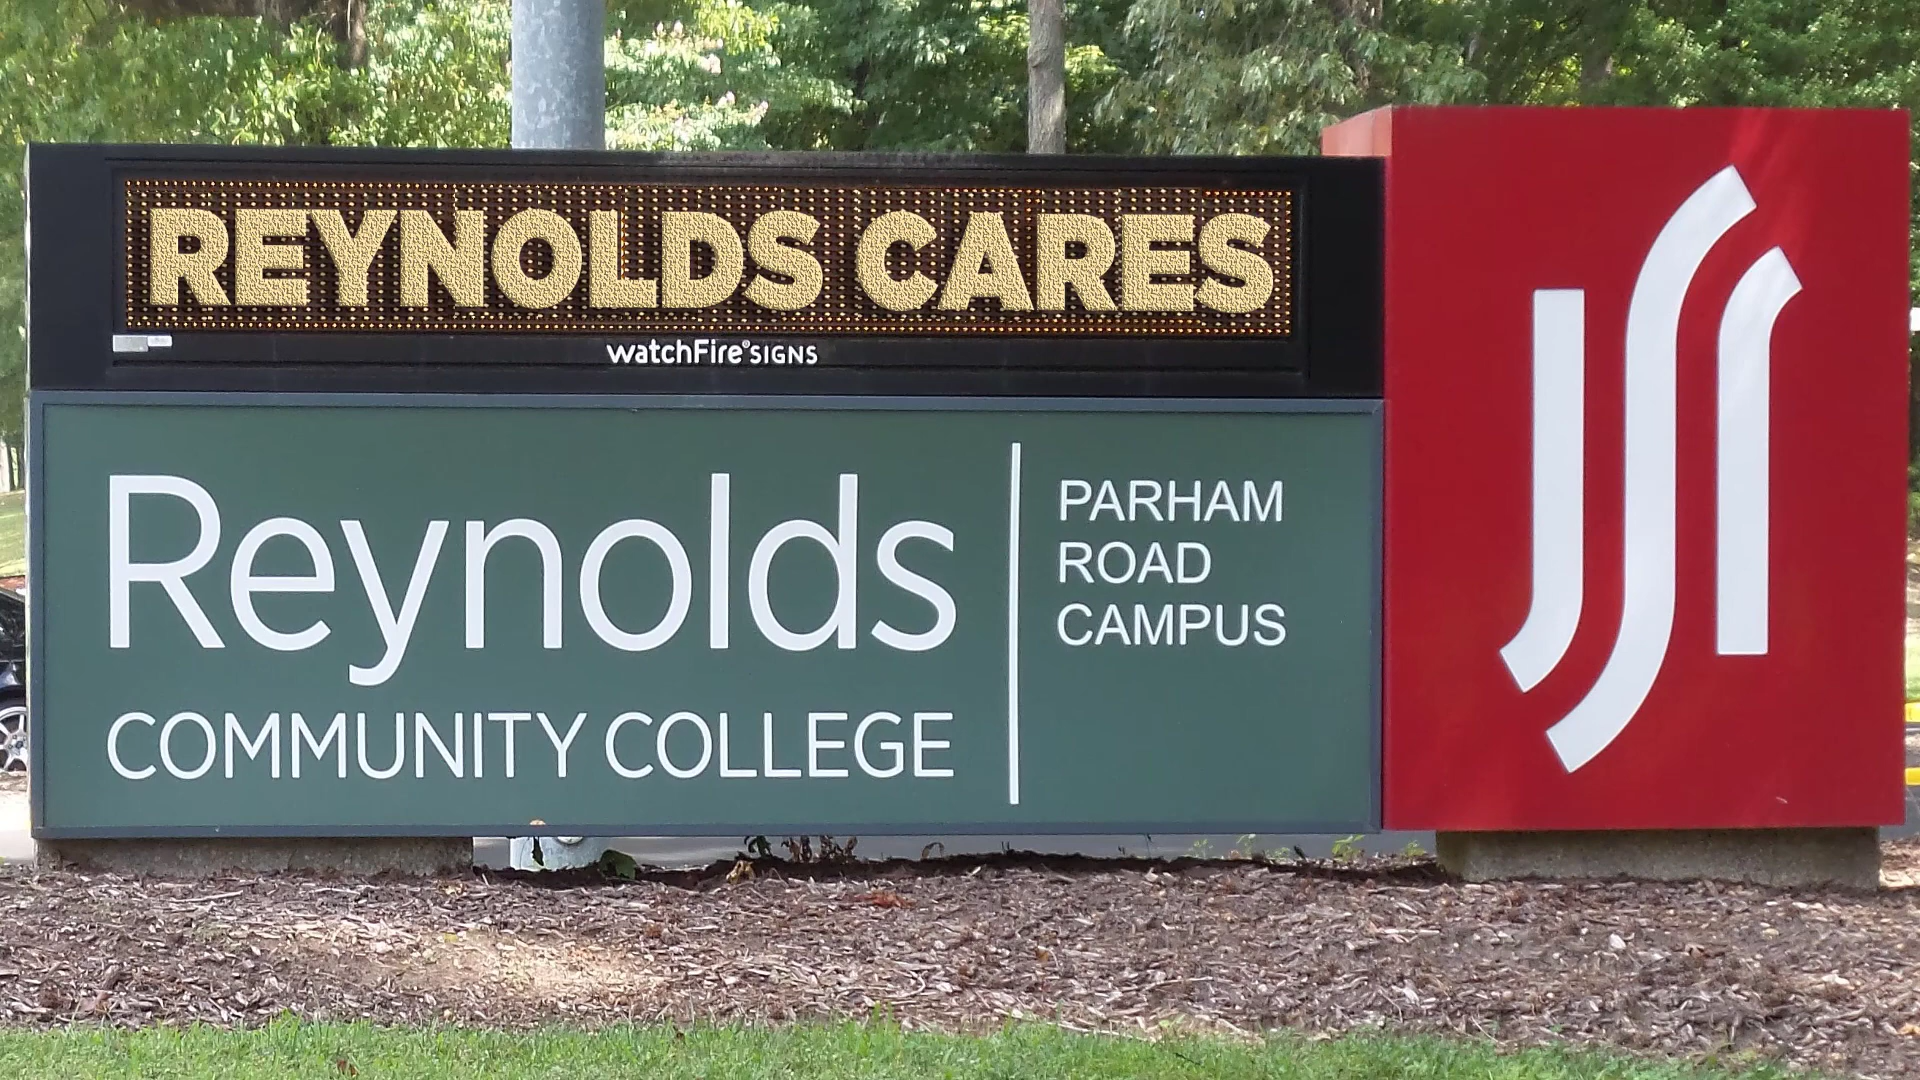 REYNOLDS CARES
watchFire® SIGNS
Reynolds
COMMUNITY COLLEGE
PARHAM
ROAD
CAMPUS